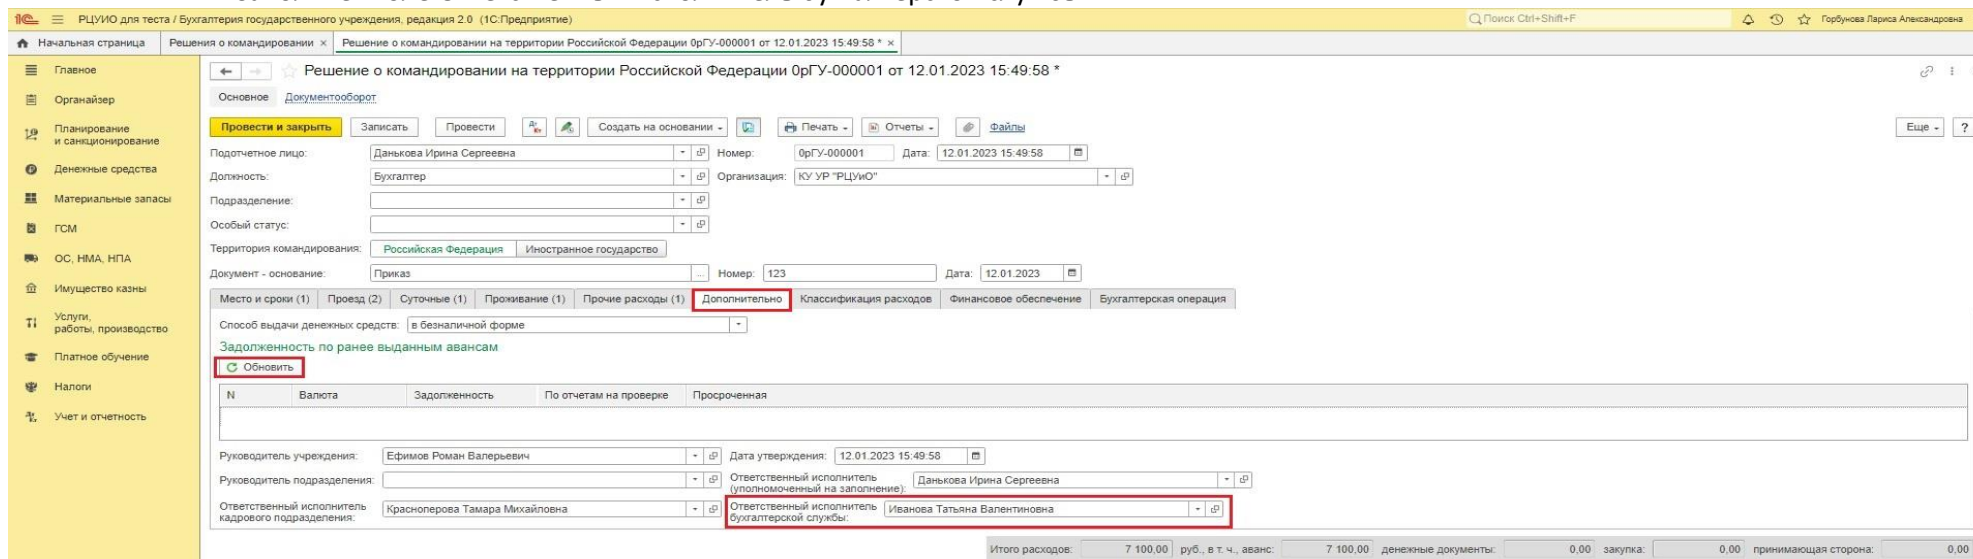 1С РЦУИО для теста / Бухгалтерия государственного учреждения, редакция 2.0 (1С:Предприятие) Поиск Ctrl+Shift+F Горбунова Лариса Александровна
Начальная страница Решения о командировании × Решение о командировании на территории Российской Федерации 0рГУ-000001 от 12.01.2023 15:49:58 * ×
Главное
Органайзер
Планирование
и санкционирование
Денежные средства
Материальные запасы
ГСМ
ОС, НМА, НПА
Имущество казны
Услуги,
работы, производство
Платное обучение
Налоги
Учет и отчетность
Решение о командировании на территории Российской Федерации 0рГУ-000001 от 12.01.2023 15:49:58 *
Основное Документооборот
Провести и закрыть Записать Провести Создать на основании Печать Отчеты Файлы Еще ?
Подотчетное лицо: Данькова Ирина Сергеевна Номер: 0рГУ-000001 Дата: 12.01.2023 15:49:58
Должность: Бухгалтер Организация: КУ УР "РЦУиО"
Подразделение:
Особый статус:
Территория командирования: Российская Федерация Иностранное государство
Документ - основание: Приказ ... Номер: 123 Дата: 12.01.2023
Место и сроки (1) Проезд (2) Суточные (1) Проживание (1) Прочие расходы (1) Дополнительно Классификация расходов Финансовое обеспечение Бухгалтерская операция
Способ выдачи денежных средств: в безналичной форме
Задолженность по ранее выданным авансам
Обновить
N Валюта Задолженность По отчетам на проверке Просроченная
Руководитель учреждения: Ефимов Роман Валерьевич Дата утверждения: 12.01.2023 15:49:58
Руководитель подразделения: Ответственный исполнитель
(уполномоченный на заполнение): Данькова Ирина Сергеевна
Ответственный исполнитель
кадрового подразделения: Красноперова Тамара Михайловна Ответственный исполнитель
бухгалтерской службы: Иванова Татьяна Валентиновна
Итого расходов: 7 100,00 руб., в т. ч., аванс: 7 100,00 денежные документы: 0,00 закупка: 0,00 принимающая сторона: 0,00